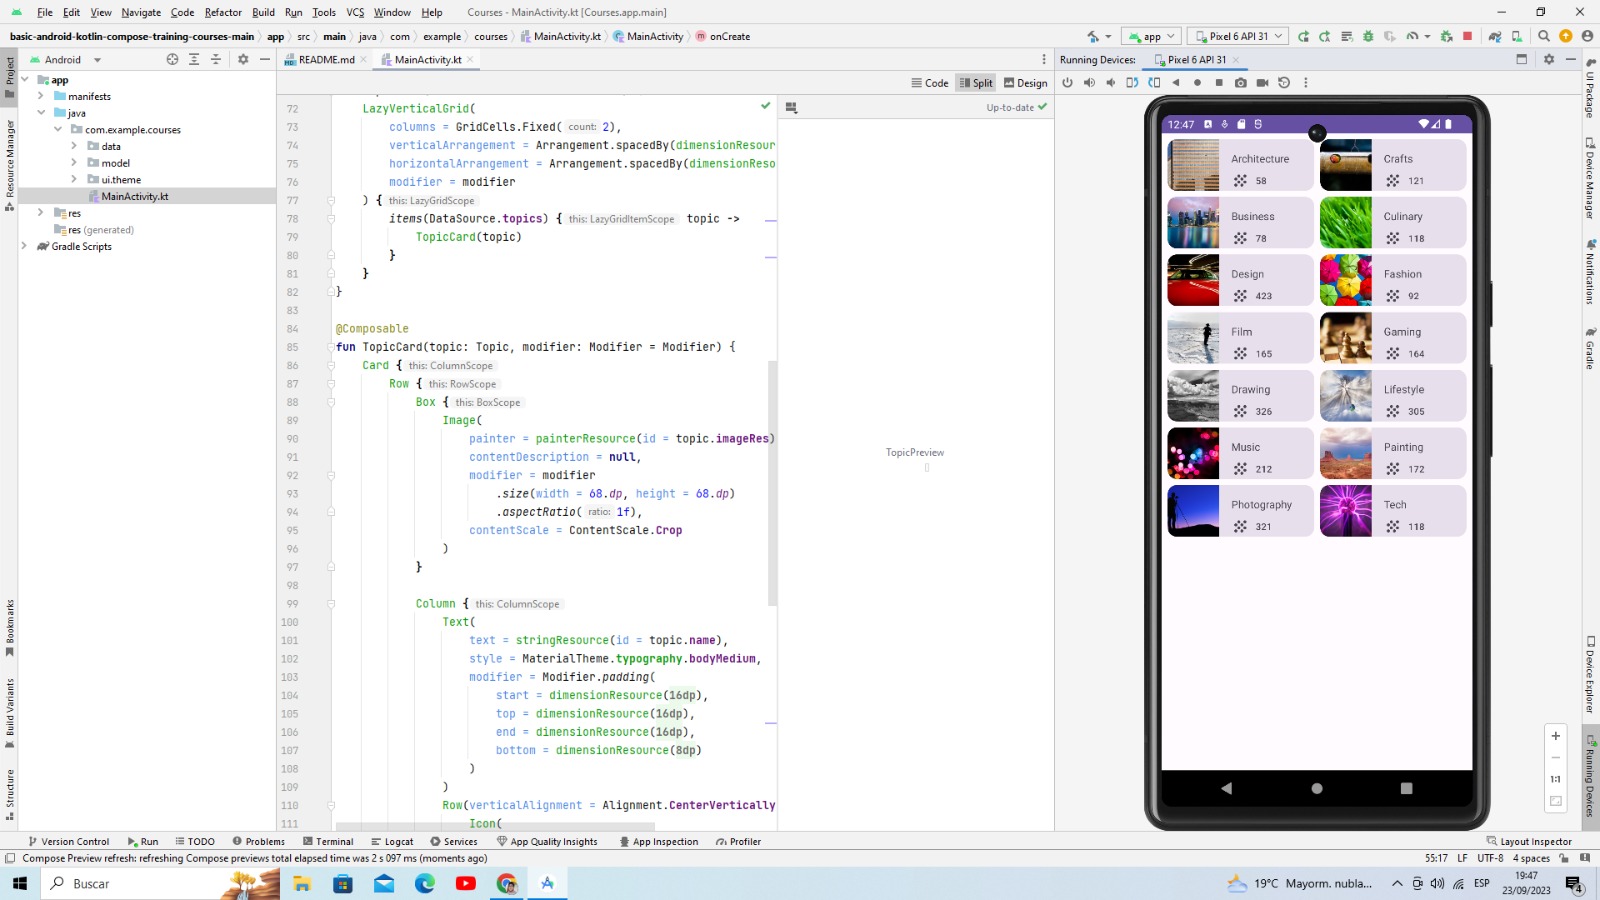 File Edit View Navigate Code Refactor Build Run Tools VCS Window Help Courses - MainActivity.kt [Courses.app.main]
basic-android-kotlin-compose-training-courses-main app src main java com example courses MainActivity.kt MainActivity onCreate app Pixel 6 API 31
Android README.md MainActivity.kt Running Devices: Pixel 6 API 31
Code Split Design
Up-to-date
Project
Resource Manager
Bookmarks
Build Variants
Structure
app
manifests
java
com.example.courses
data
model
ui.theme
MainActivity.kt
res
res (generated)
Gradle Scripts
72 LazyVerticalGrid(
73 columns = GridCells.Fixed( count: 2),
74 verticalArrangement = Arrangement.spacedBy(dimensionResour
75 horizontalArrangement = Arrangement.spacedBy(dimensionReso
76 modifier = modifier
77 ) { this: LazyGridScope
78 items(DataSource.topics) { this: LazyGridItemScope topic ->
79 TopicCard(topic)
80 }
81 }
82 }
83
84 @Composable
85 fun TopicCard(topic: Topic, modifier: Modifier = Modifier) {
86 Card { this: ColumnScope
87 Row { this: RowScope
88 Box { this: BoxScope
89 Image(
90 painter = painterResource(id = topic.imageRes)
91 contentDescription = null,
92 modifier = modifier
93 .size(width = 68.dp, height = 68.dp)
94 .aspectRatio( ratio: 1f),
95 contentScale = ContentScale.Crop
96 )
97 }
98
99 Column { this: ColumnScope
100 Text(
101 text = stringResource(id = topic.name),
102 style = MaterialTheme.typography.bodyMedium,
103 modifier = Modifier.padding(
104 start = dimensionResource(16dp),
105 top = dimensionResource(16dp),
106 end = dimensionResource(16dp),
107 bottom = dimensionResource(8dp)
108 )
109 )
110 Row(verticalAlignment = Alignment.CenterVertically
111 Icon(
TopicPreview
12:47
Architecture
58
Crafts
121
Business
78
Culinary
118
Design
423
Fashion
92
Film
165
Gaming
164
Drawing
326
Lifestyle
305
Music
212
Painting
172
Photography
321
Tech
118
1:1
UI Package
Device Manager
Notifications
Gradle
Device Explorer
Running Devices
Version Control Run TODO Problems Terminal Logcat Services App Quality Insights App Inspection Profiler Layout Inspector
Compose Preview refresh: refreshing Compose previews total elapsed time was 2 s 097 ms (moments ago) 55:17 LF UTF-8 4 spaces
Buscar 19°C Mayorm. nubla... ESP 19:47
23/09/2023 4